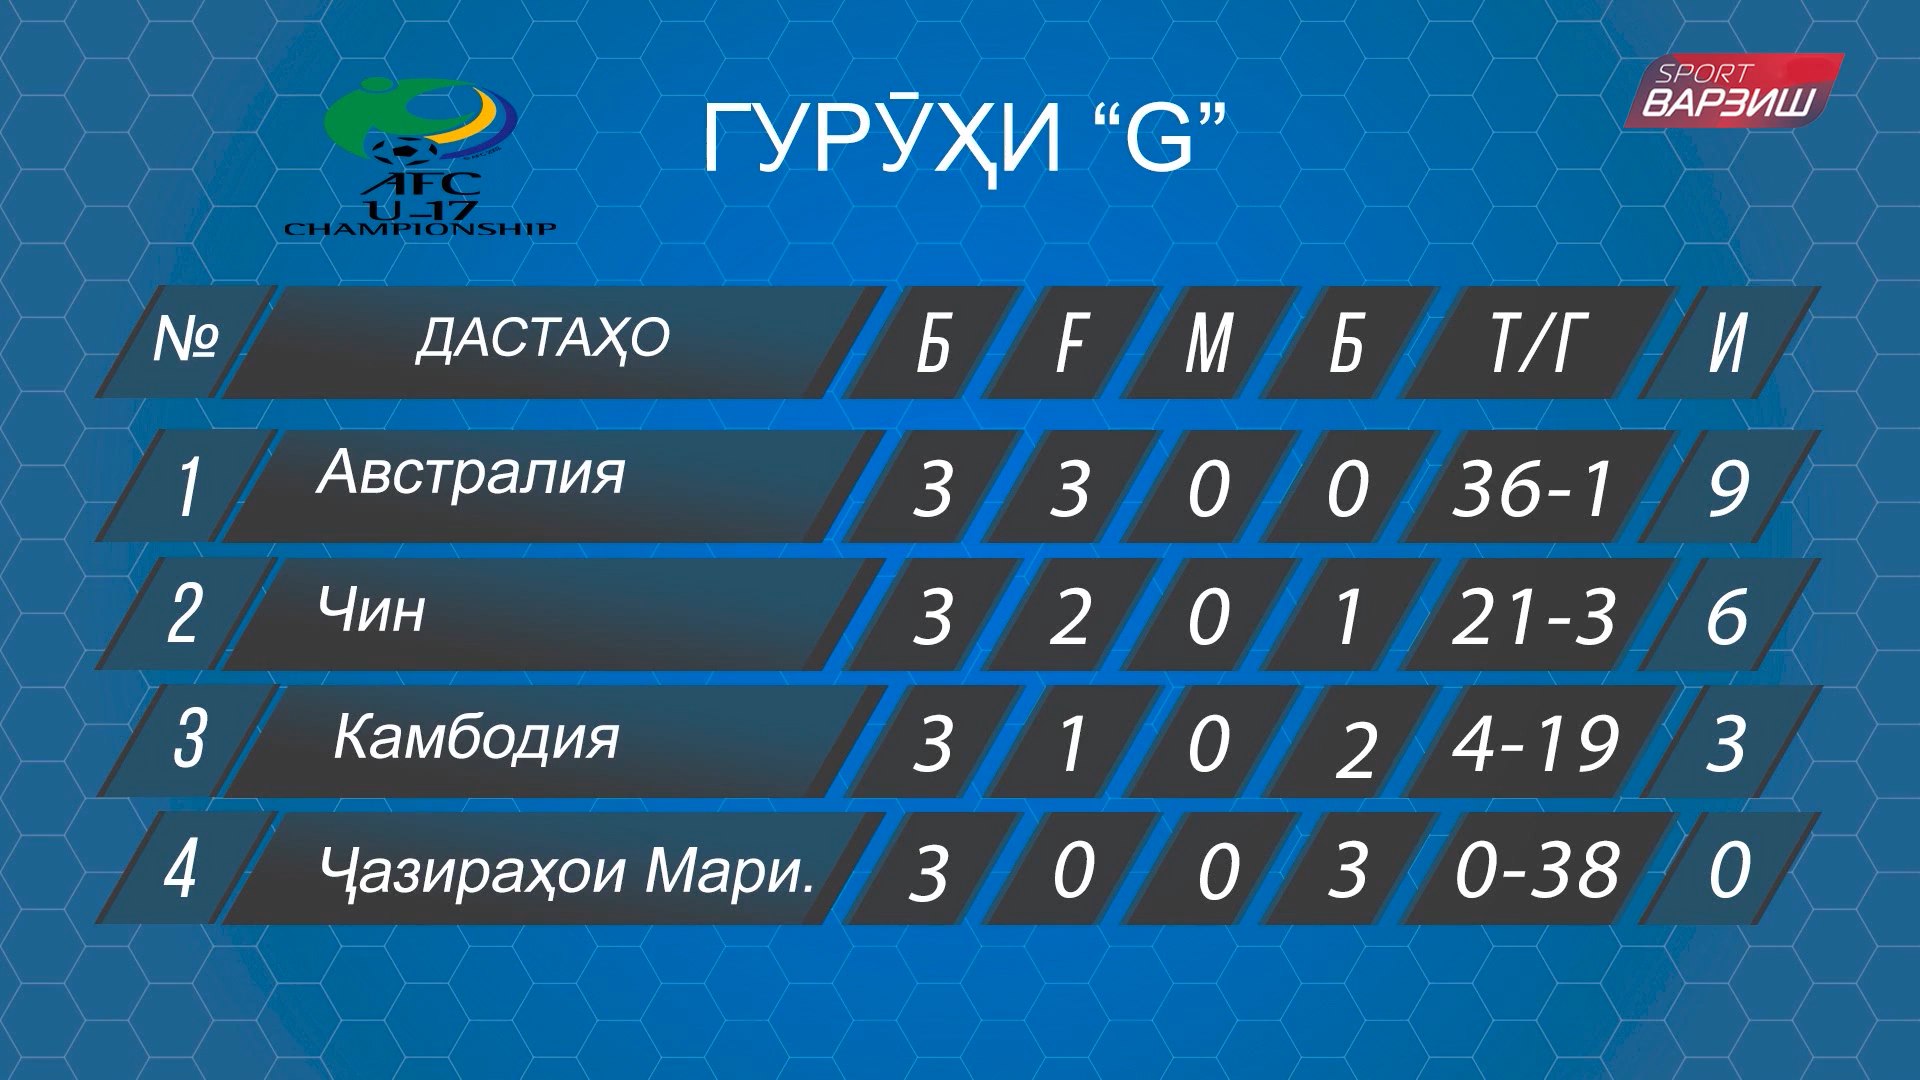 SPORT
ВАРЗИШ
ГУРӮҲИ “G”
AFC
U-17
CHAMPIONSHIP
№ ДАСТАҲО Б Ғ М Б Т/Г И
1 Австралия 3 3 0 0 36-1 9
2 Чин 3 2 0 1 21-3 6
3 Камбодия 3 1 0 2 4-19 3
4 Ҷазираҳои Мари. 3 0 0 3 0-38 0